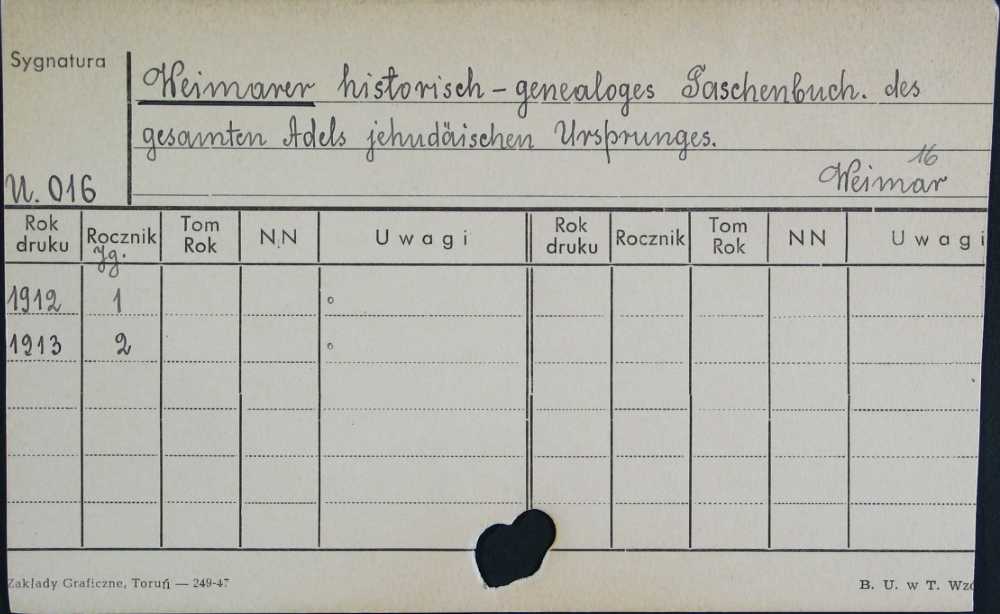 Sygnatura
Weimarer historisch-genealoges Taschenbuch. des
gesamten Adels jehudäischen Ursprunges.
16
Weimar
U. 016
Rok druku Rocznik Tom Rok N.N Uwagi Rok druku Rocznik Tom Rok NN Uwagi
Jg.
1912 1
1913 2
Zakłady Graficzne, Toruń — 249-47 B. U. w T.